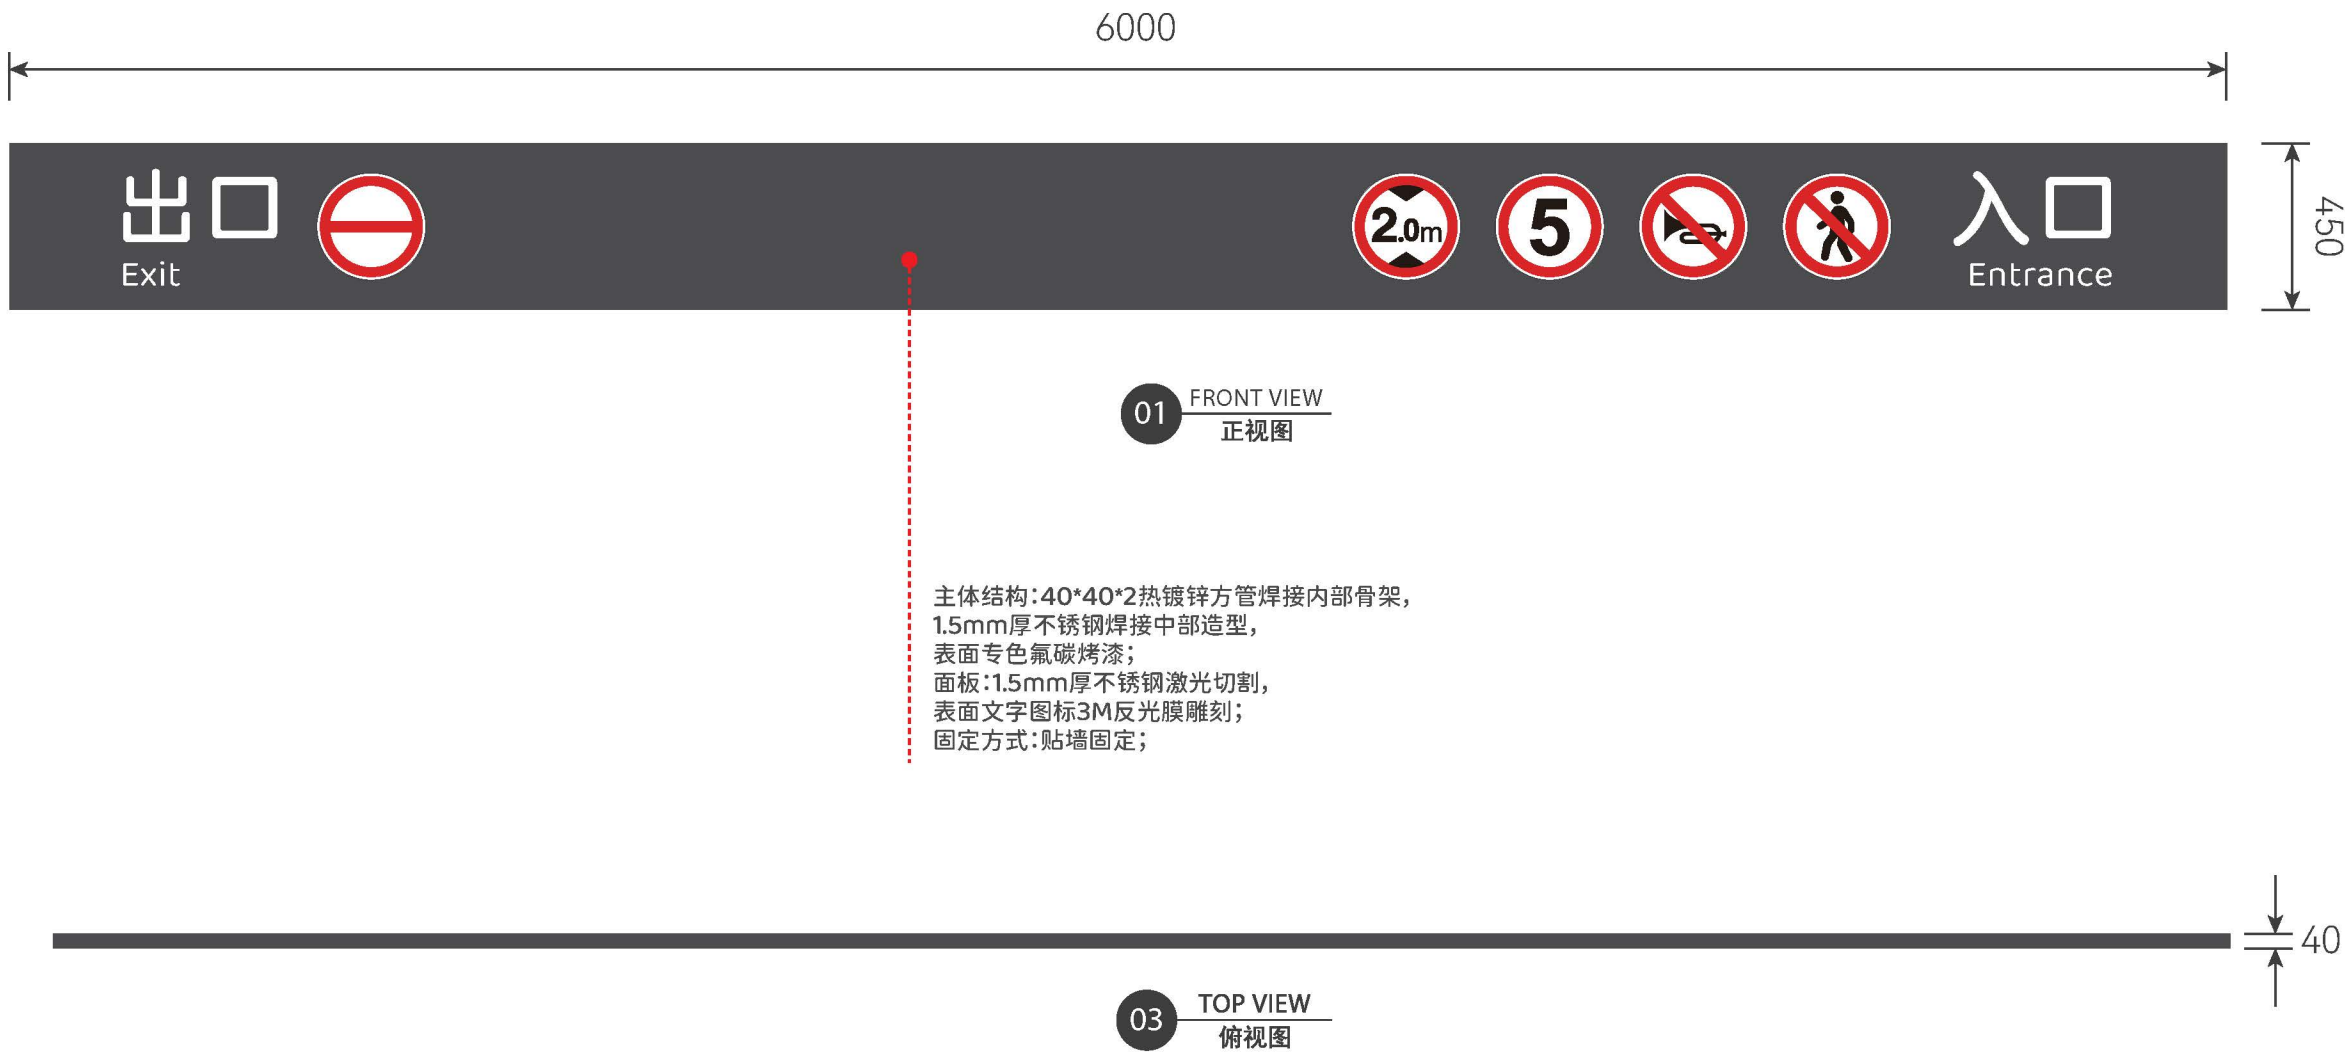 6000
出口
Exit
2.0m
5
入口
Entrance
450
01
FRONT VIEW
正视图
主体结构:40*40*2热镀锌方管焊接内部骨架,
1.5mm厚不锈钢焊接中部造型,
表面专色氟碳烤漆;
面板:1.5mm厚不锈钢激光切割,
表面文字图标3M反光膜雕刻;
固定方式:贴墙固定;
40
03
TOP VIEW
俯视图